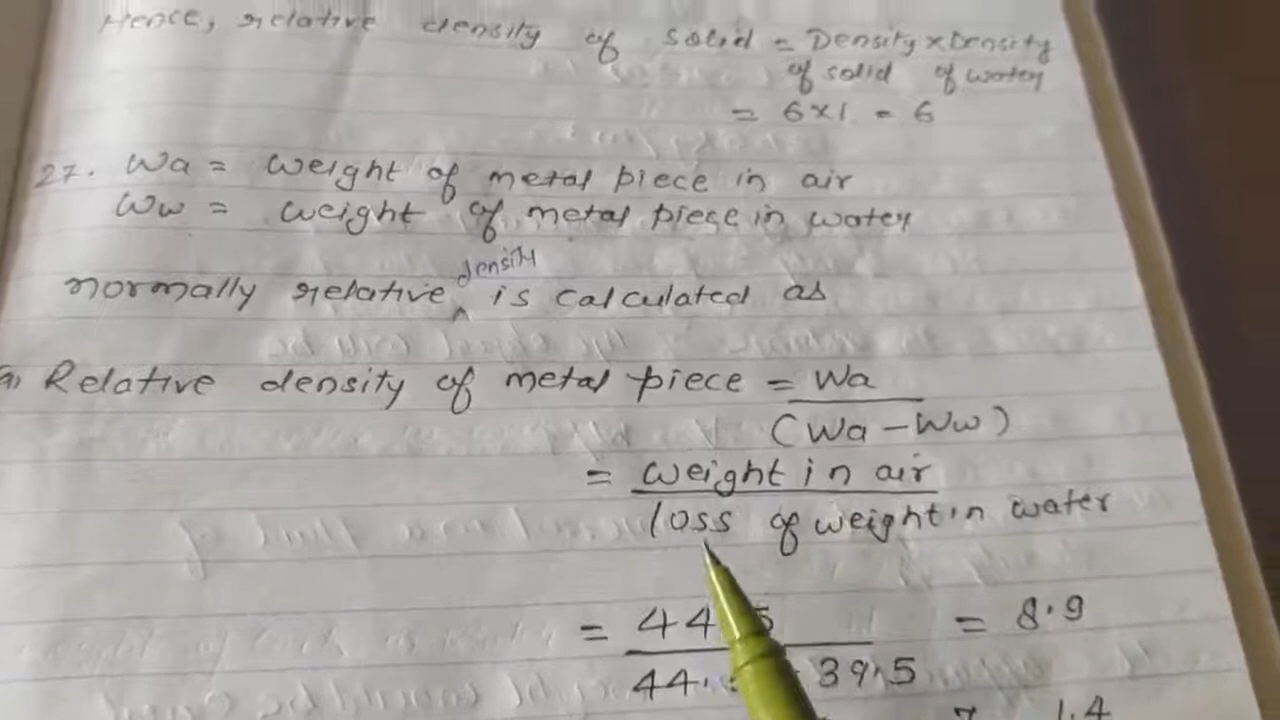 Hence, relative density of solid = Density x Density
of solid of water
= 6x1 = 6
27. Wa = weight of metal piece in air
Ww = weight of metal piece in water
density
normally relative ^ is calculated as
a, Relative density of metal piece = Wa
(Wa - Ww)
= weight in air
loss of weight in water
= 44 5 = 8.9
44. 39.5
1.4